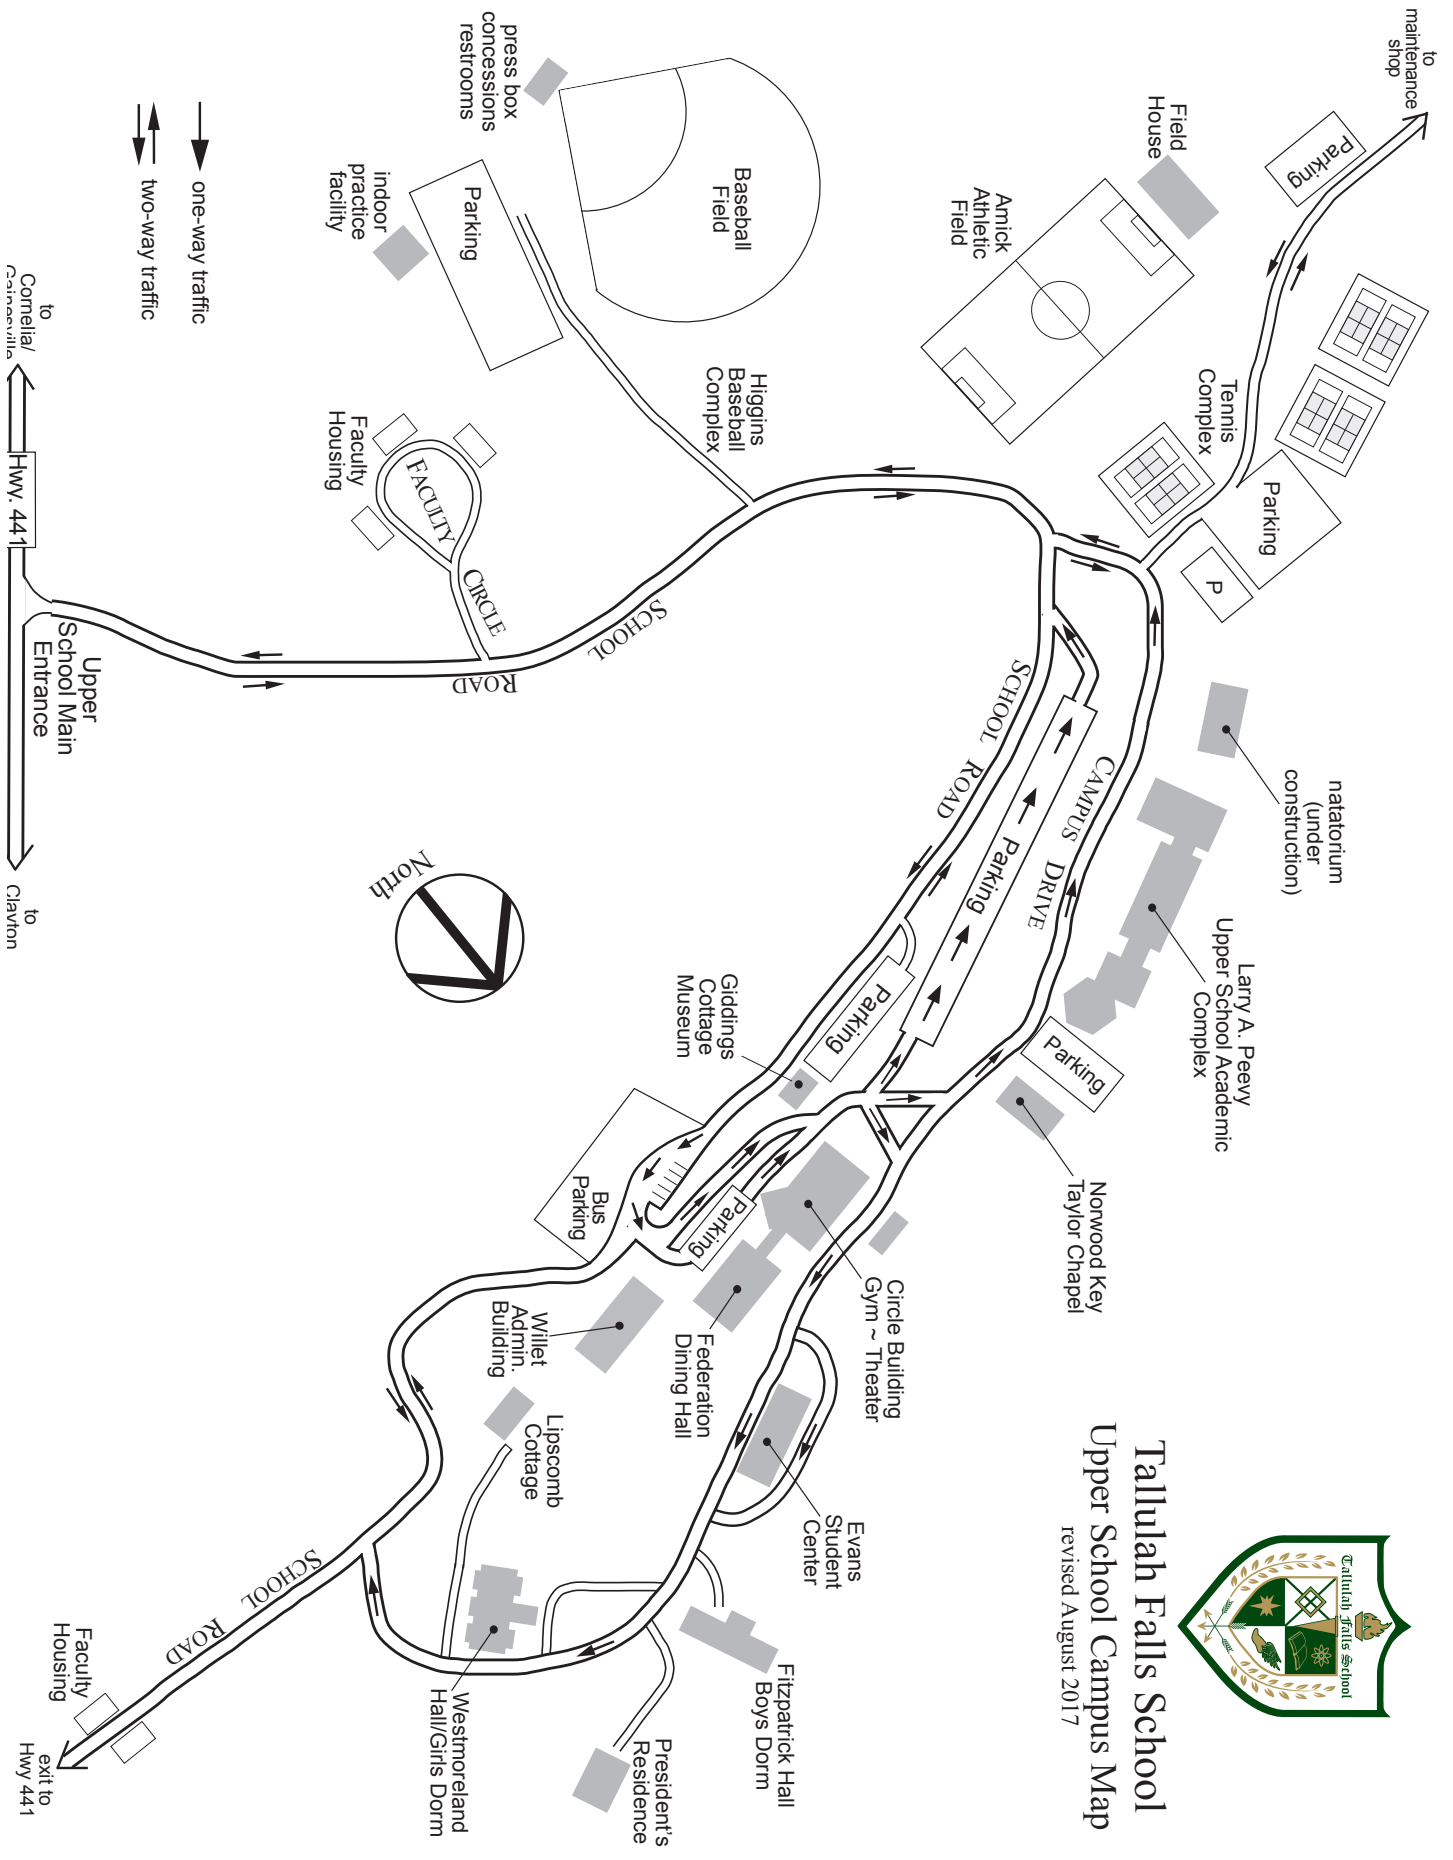 Tallulah Falls School
Tallulah Falls School
Upper School Campus Map
revised August 2017
to
maintenance
shop
Parking
Field
House
Amick
Athletic
Field
Tennis
Complex
Parking
P
press box
concessions
restrooms
Baseball
Field
Parking
indoor
practice
facility
Higgins
Baseball
Complex
one-way traffic
two-way traffic
Faculty
Housing
FACULTY
CIRCLE
to
Cornelia/
Gainesville
Hwy. 441
to
Clayton
Upper
School Main
Entrance
SCHOOL
ROAD
SCHOOL
ROAD
CAMPUS
DRIVE
Parking
natatorium
(under
construction)
Larry A. Peevy
Upper School Academic
Complex
Parking
Norwood Key
Taylor Chapel
North
Parking
Giddings
Cottage
Museum
Bus
Parking
Parking
Circle Building
Gym ~ Theater
Federation
Dining Hall
Willet
Admin.
Building
Lipscomb
Cottage
Evans
Student
Center
Fitzpatrick Hall
Boys Dorm
President's
Residence
Westmoreland
Hall/Girls Dorm
SCHOOL
ROAD
Faculty
Housing
exit to
Hwy 441